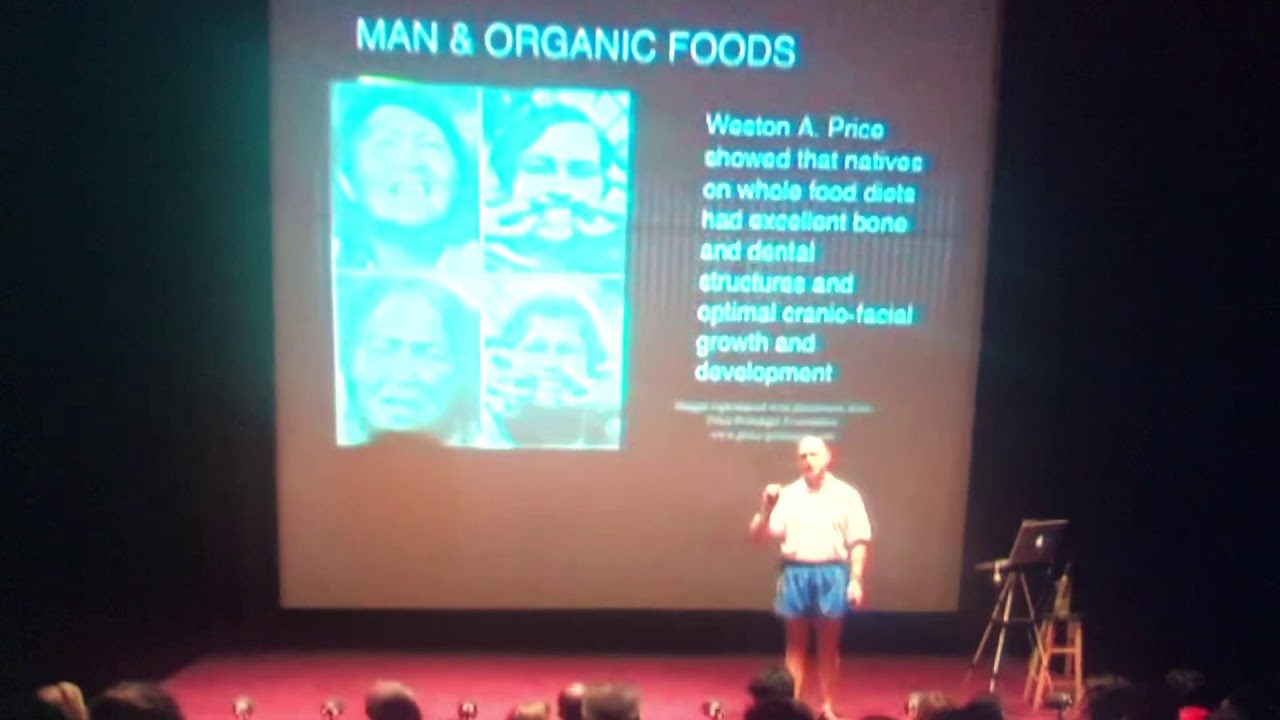 MAN & ORGANIC FOODS
Weston A. Price
showed that natives
on whole food diets
had excellent bone
and dental
structures and
optimal cranio-facial
growth and
development